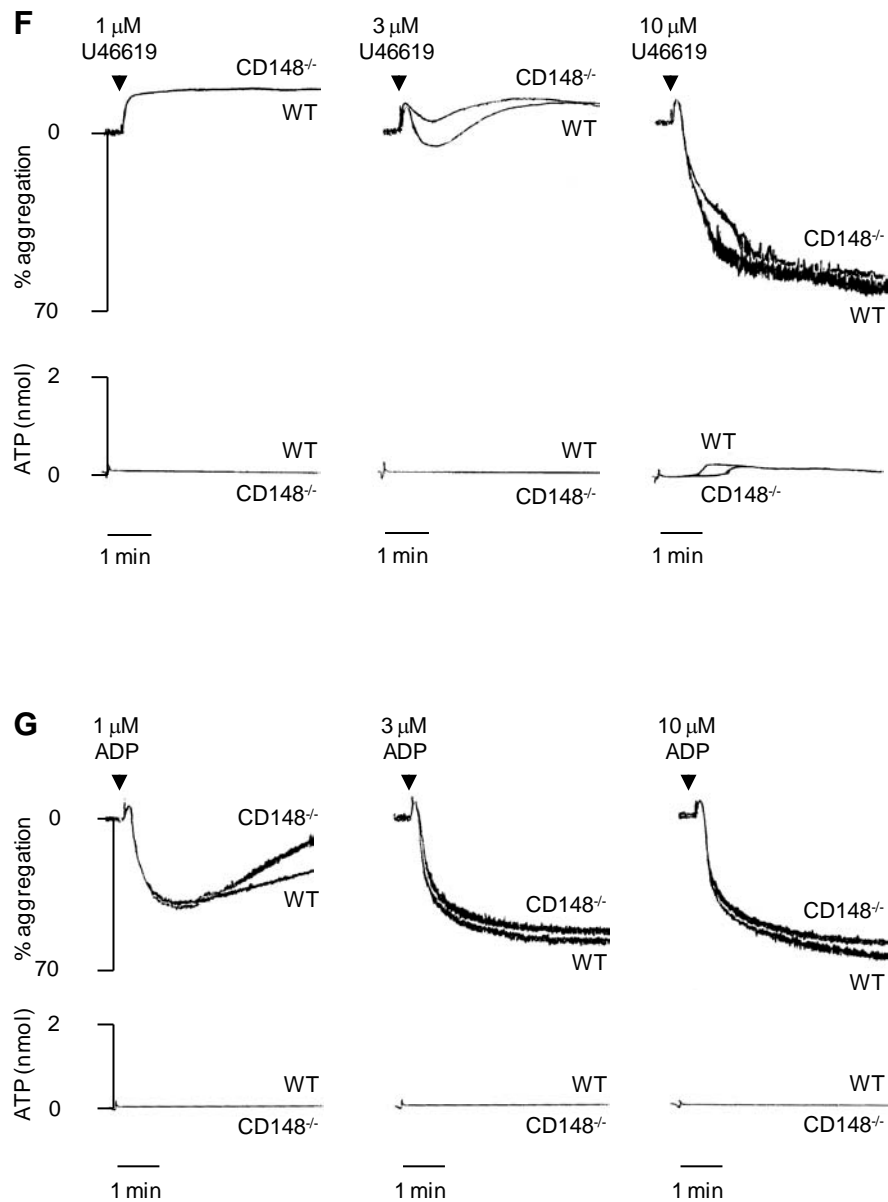 F
1 μM
U46619
3 μM
U46619
10 μM
U46619
CD148-/-
WT
CD148-/-
WT
CD148-/-
WT
0
% aggregation
70
2
ATP (nmol)
0
WT
CD148-/-
WT
CD148-/-
WT
CD148-/-
1 min
1 min
1 min
G
1 μM
ADP
3 μM
ADP
10 μM
ADP
0
% aggregation
70
CD148-/-
WT
CD148-/-
WT
CD148-/-
WT
2
ATP (nmol)
0
WT
CD148-/-
WT
CD148-/-
WT
CD148-/-
1 min
1 min
1 min